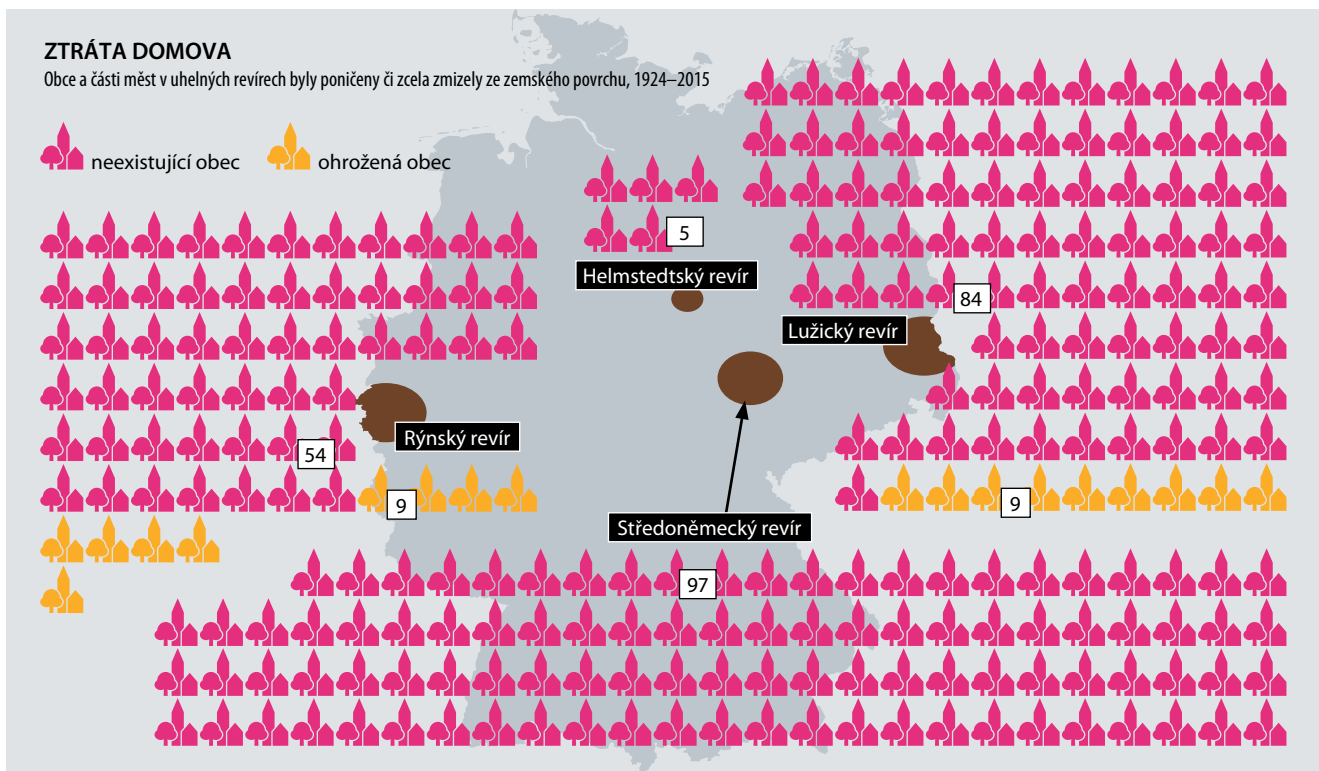 ZTRÁTA DOMOVA
Obce a části měst v uhelných revírech byly poničeny či zcela zmizely ze zemského povrchu, 1924–2015
neexistující obec
ohrožená obec
5
Helmstedtský revír
84
Lužický revír
Rýnský revír
54
9
9
Středoněmecký revír
97